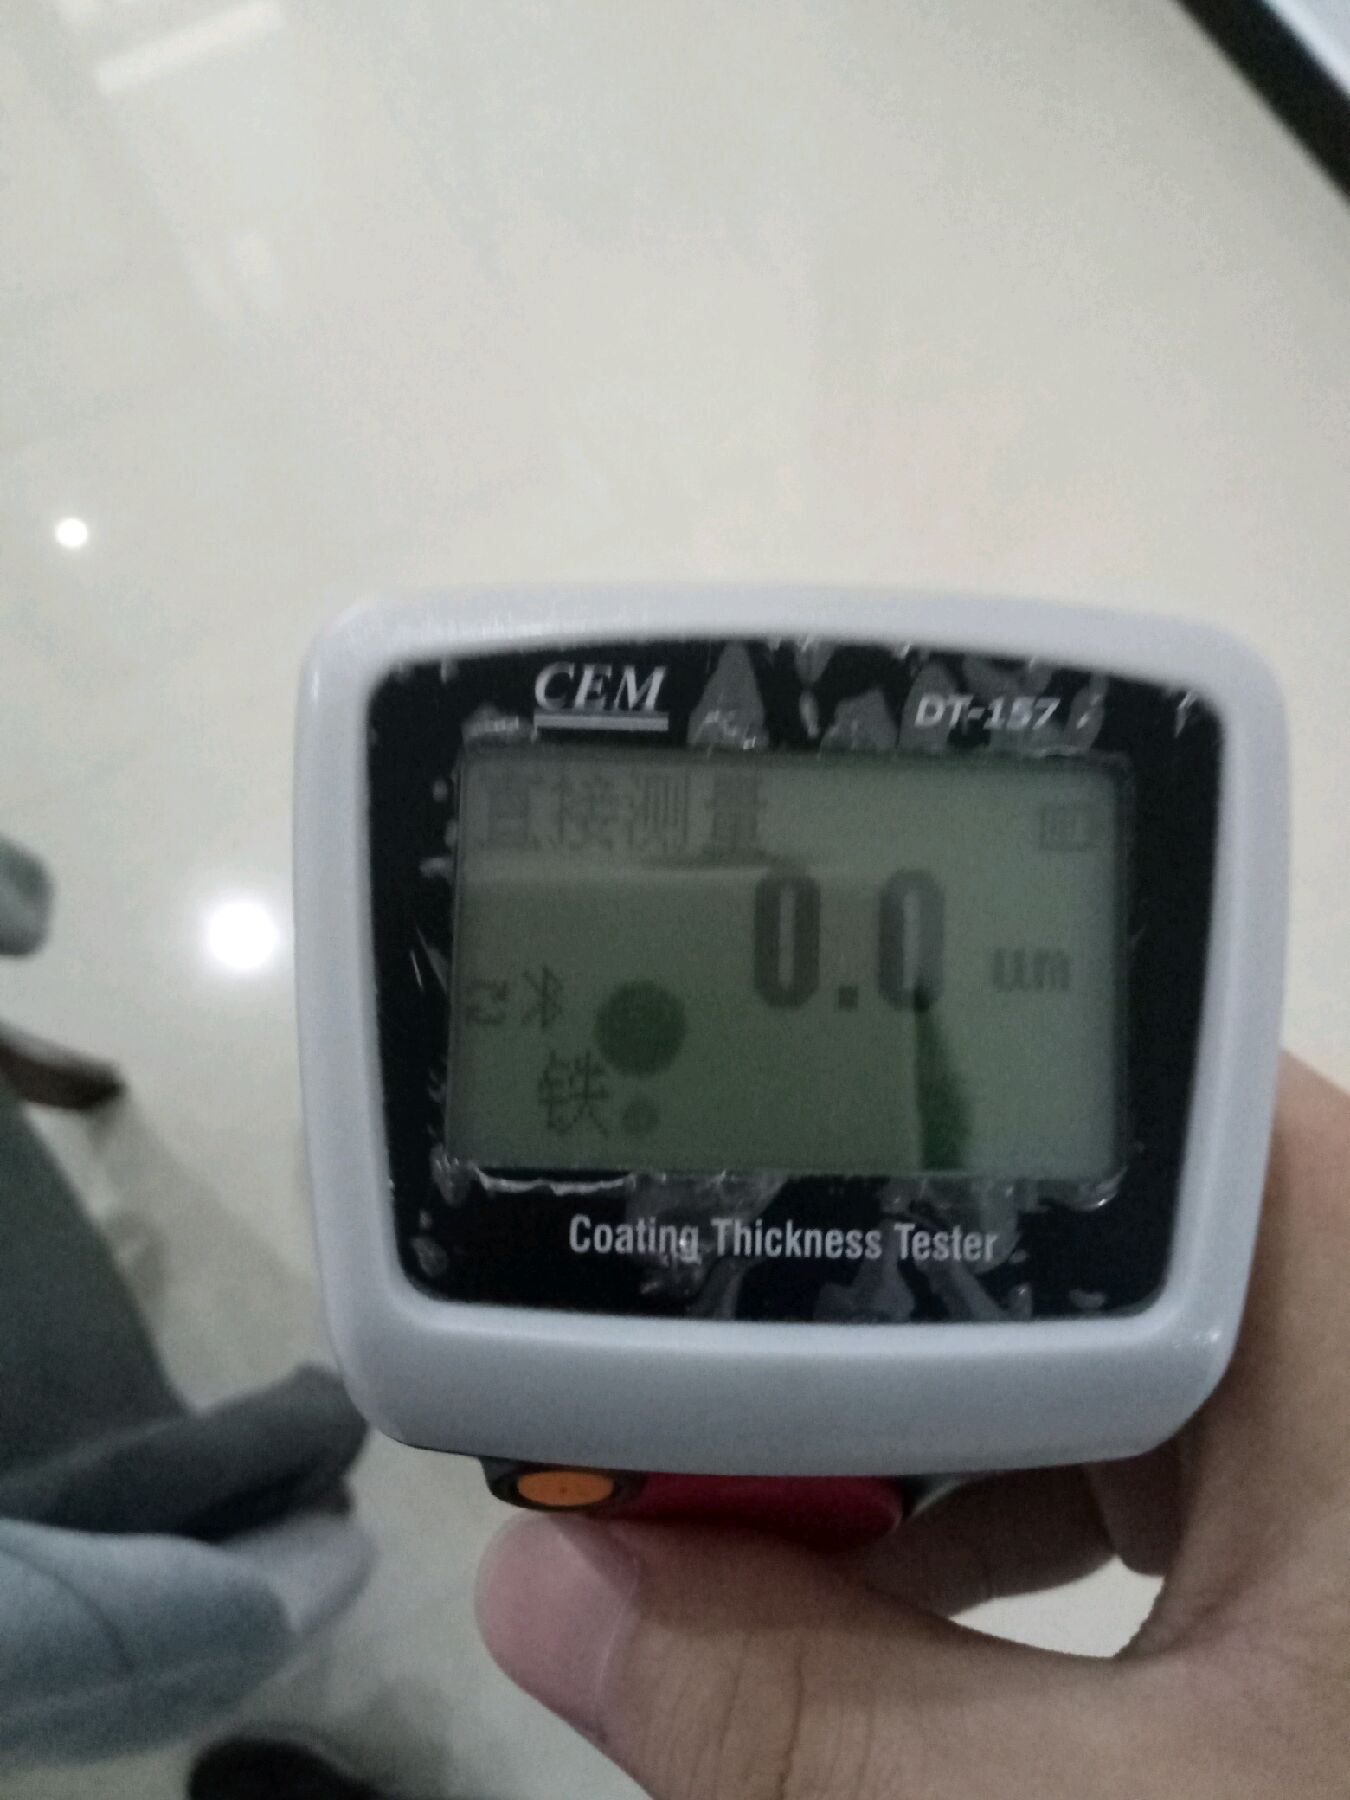 CEM
DT-157
直接测量
0.0 um
铁
Coating Thickness Tester